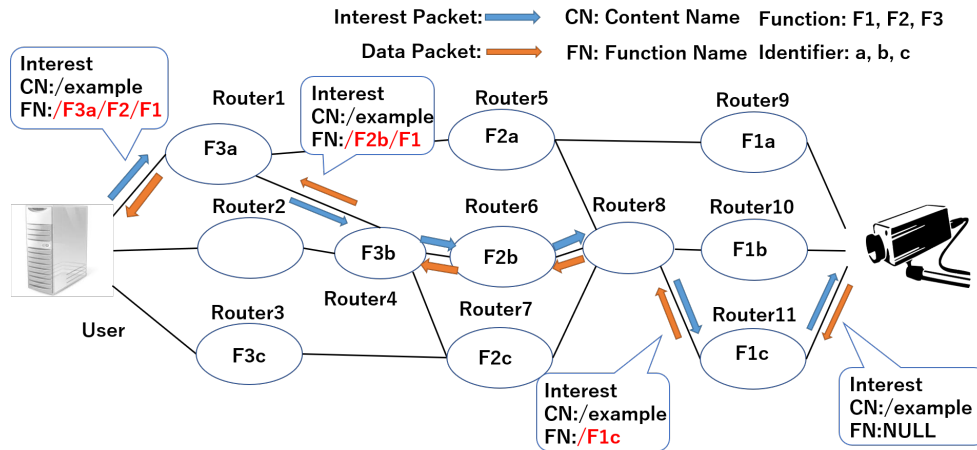 Interest Packet: CN: Content Name Function: F1, F2, F3
Data Packet: FN: Function Name Identifier: a, b, c
Interest
CN:/example
FN:/F3a/F2/F1
Router1
F3a
Interest
CN:/example
FN:/F2b/F1
Router5
F2a
Router9
F1a
Router2
F3b
Router4
Router6
F2b
Router8
Router10
F1b
User
Router3
F3c
Router7
F2c
Router11
F1c
Interest
CN:/example
FN:/F1c
Interest
CN:/example
FN:NULL